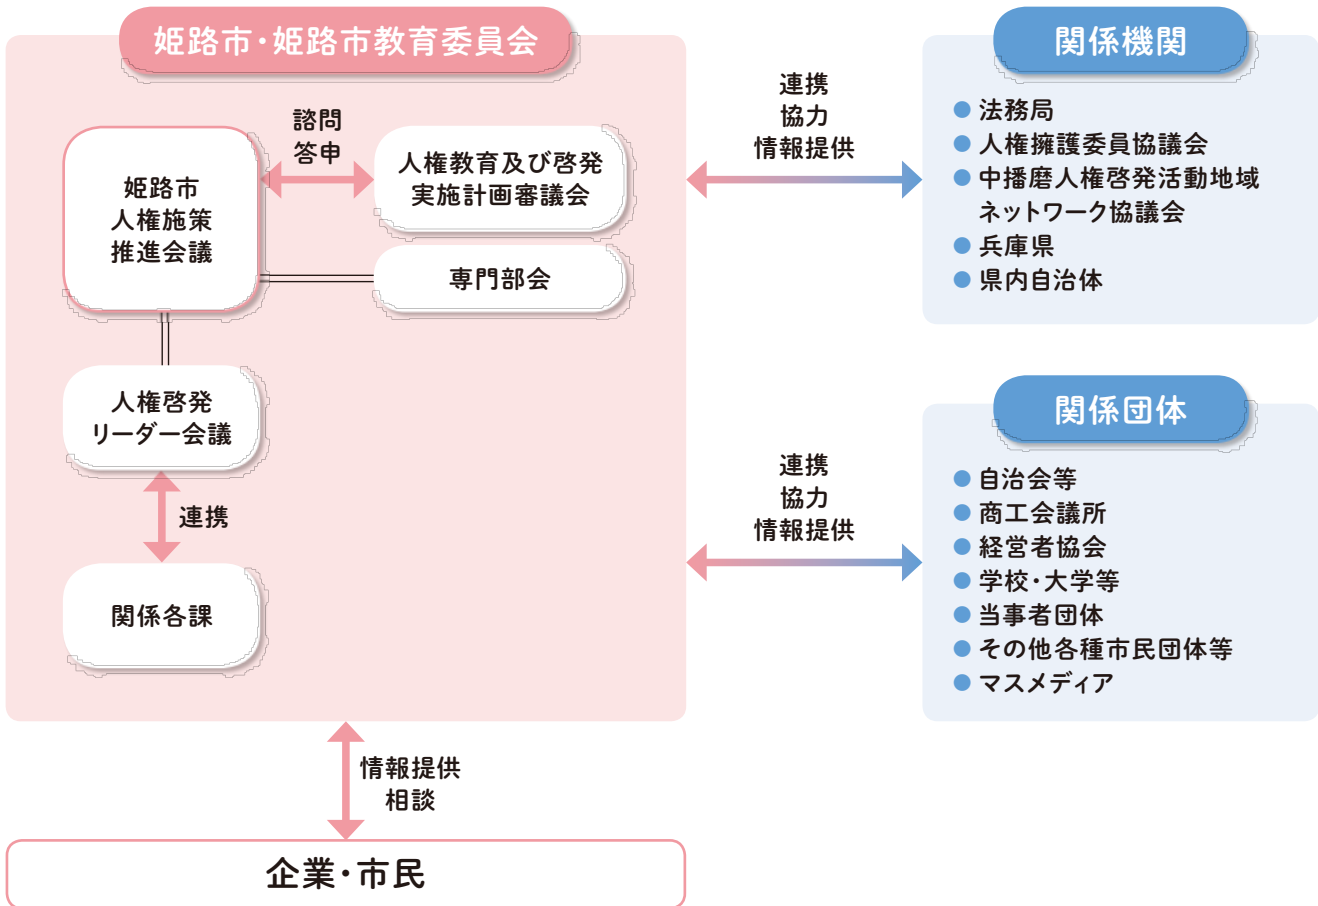 姫路市・姫路市教育委員会
諮問
答申
姫路市
人権施策
推進会議
人権教育及び啓発
実施計画審議会
専門部会
人権啓発
リーダー会議
連携
関係各課
連携
協力
情報提供
関係機関
● 法務局
● 人権擁護委員協議会
● 中播磨人権啓発活動地域
ネットワーク協議会
● 兵庫県
● 県内自治体
連携
協力
情報提供
関係団体
● 自治会等
● 商工会議所
● 経営者協会
● 学校・大学等
● 当事者団体
● その他各種市民団体等
● マスメディア
情報提供
相談
企業・市民